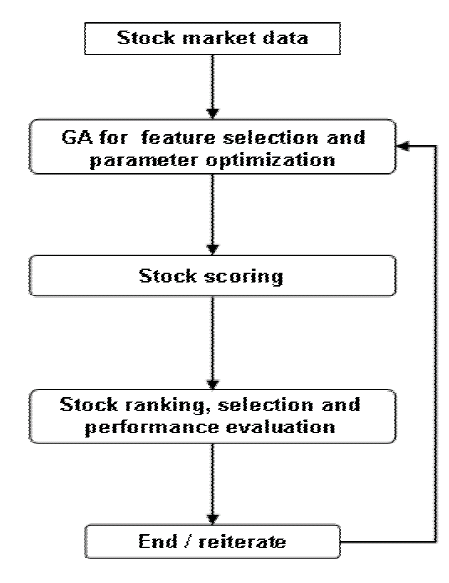 Stock market data
GA for feature selection and
parameter optimization
Stock scoring
Stock ranking, selection and
performance evaluation
End / reiterate